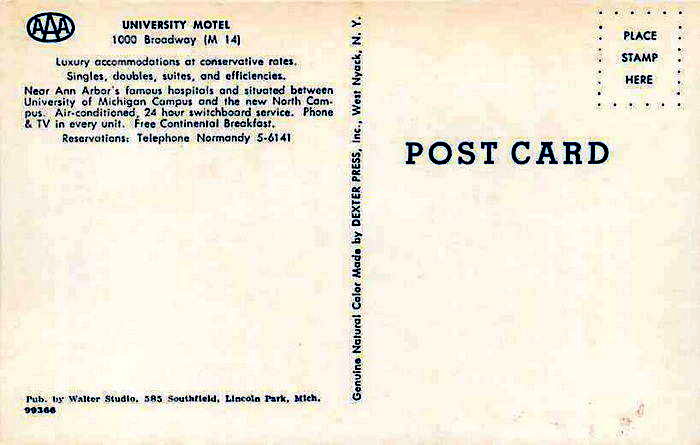 AAA
UNIVERSITY MOTEL
1000 Broadway (M 14)
Luxury accommodations at conservative rates.
Singles, doubles, suites, and efficiencies.
Near Ann Arbor's famous hospitals and situated between
University of Michigan Campus and the new North Cam-
pus. Air-conditioned, 24 hour switchboard service. Phone
& TV in every unit. Free Continental Breakfast.
Reservations: Telephone Normandy 5-6141
Pub. by Walter Studio, 585 Southfield, Lincoln Park, Mich.
99366
Genuine Natural Color Made by DEXTER PRESS, Inc., West Nyack, N. Y.
PLACE
STAMP
HERE
POST CARD